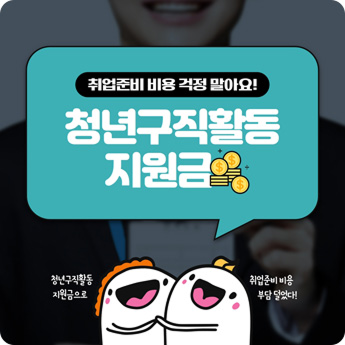 취업준비 비용 걱정 말아요!
청년구직활동
지원금
청년구직활동
지원금으로
취업준비 비용
부담 덜었다!